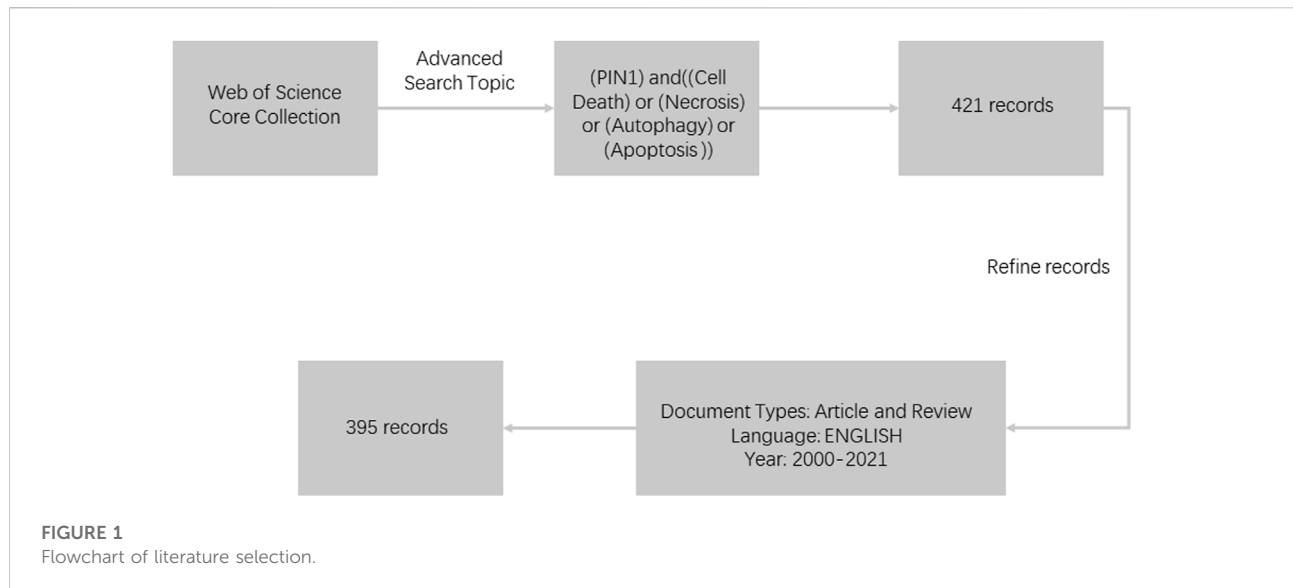 Web of Science
Core Collection
Advanced
Search Topic
(PIN1) and((Cell
Death) or (Necrosis)
or (Autophagy) or
(Apoptosis ))
421 records
Refine records
Document Types: Article and Review
Language: ENGLISH
Year: 2000-2021
395 records
FIGURE 1
Flowchart of literature selection.